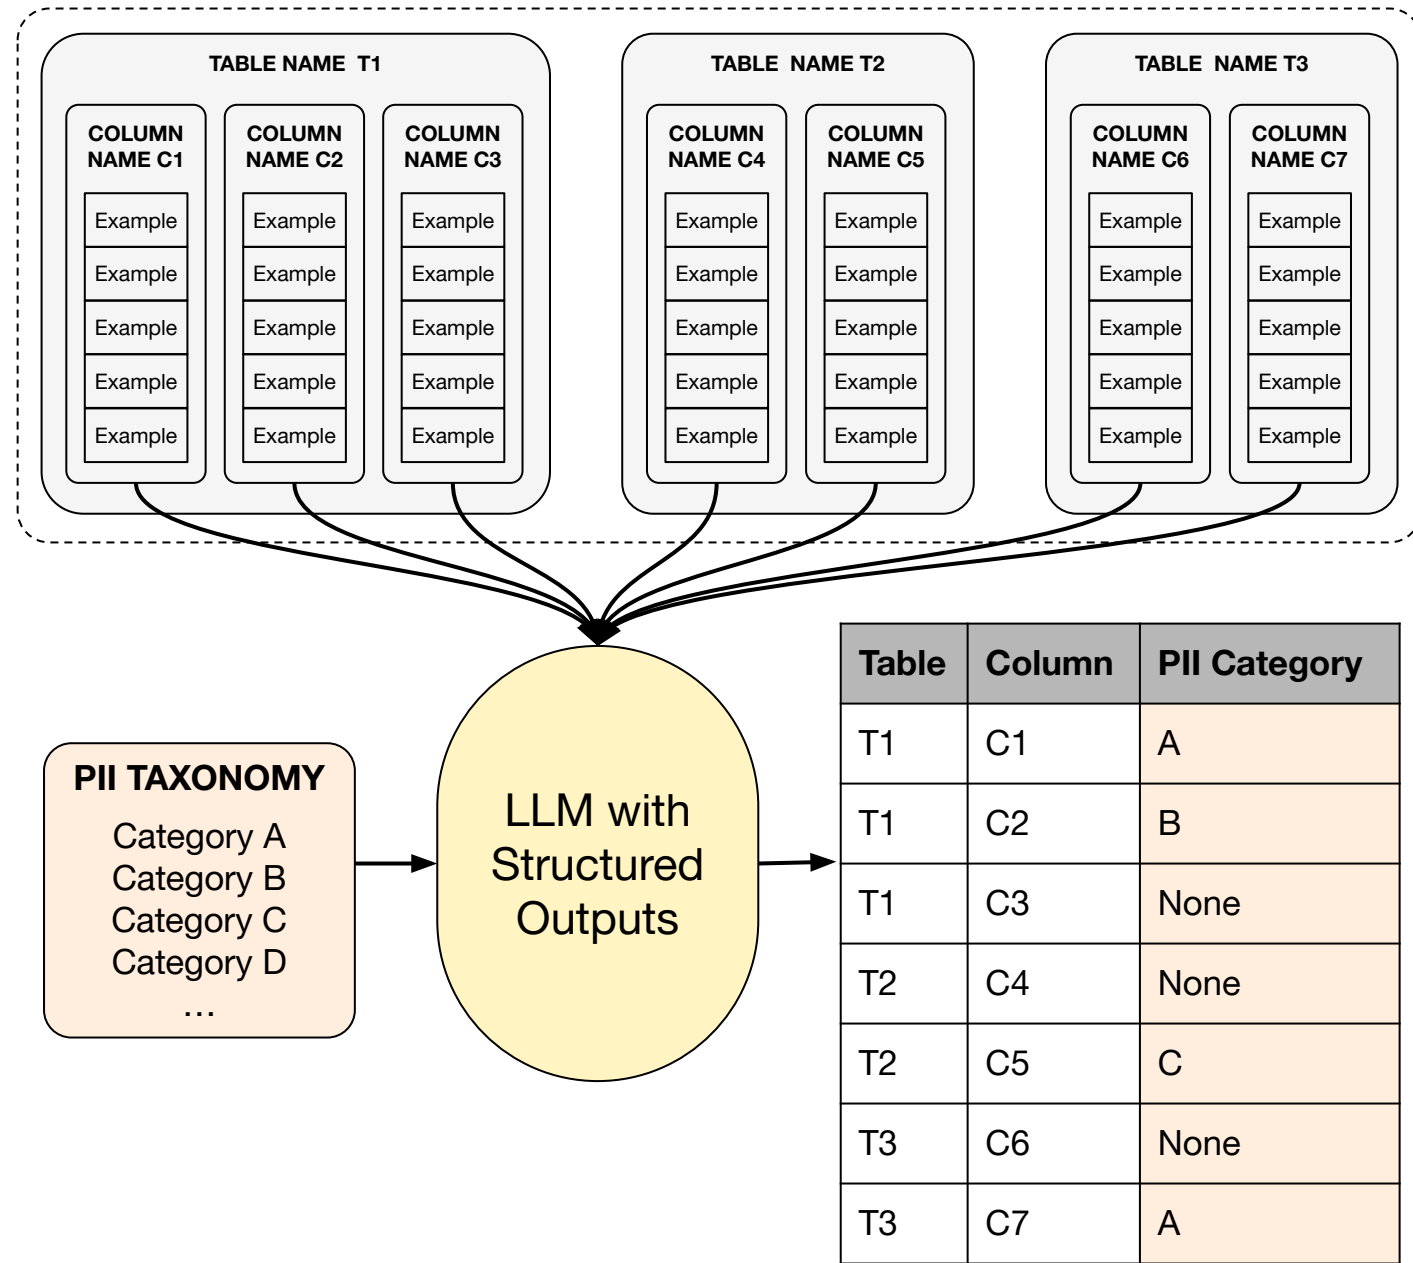 TABLE NAME T1
COLUMN
NAME C1
Example
Example
Example
Example
Example
COLUMN
NAME C2
Example
Example
Example
Example
Example
COLUMN
NAME C3
Example
Example
Example
Example
Example
TABLE NAME T2
COLUMN
NAME C4
Example
Example
Example
Example
Example
COLUMN
NAME C5
Example
Example
Example
Example
Example
TABLE NAME T3
COLUMN
NAME C6
Example
Example
Example
Example
Example
COLUMN
NAME C7
Example
Example
Example
Example
Example
PII TAXONOMY
Category A
Category B
Category C
Category D
...
LLM with
Structured
Outputs
Table Column PII Category
T1 C1 A
T1 C2 B
T1 C3 None
T2 C4 None
T2 C5 C
T3 C6 None
T3 C7 A